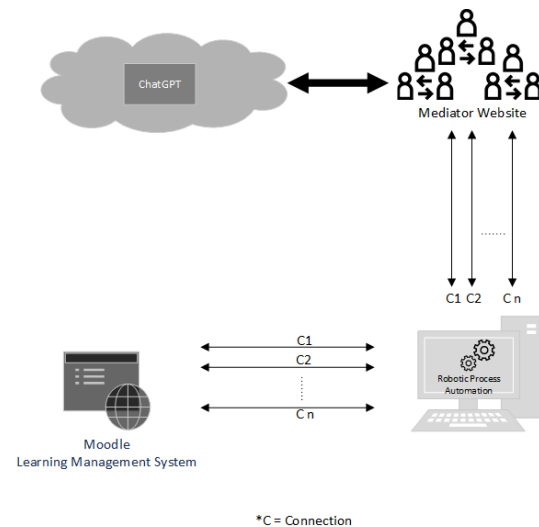 ChatGPT
Mediator Website
C1 C2 C n
C1
C2
C n
Robotic Process
Automation
Moodle
Learning Management System
*C = Connection